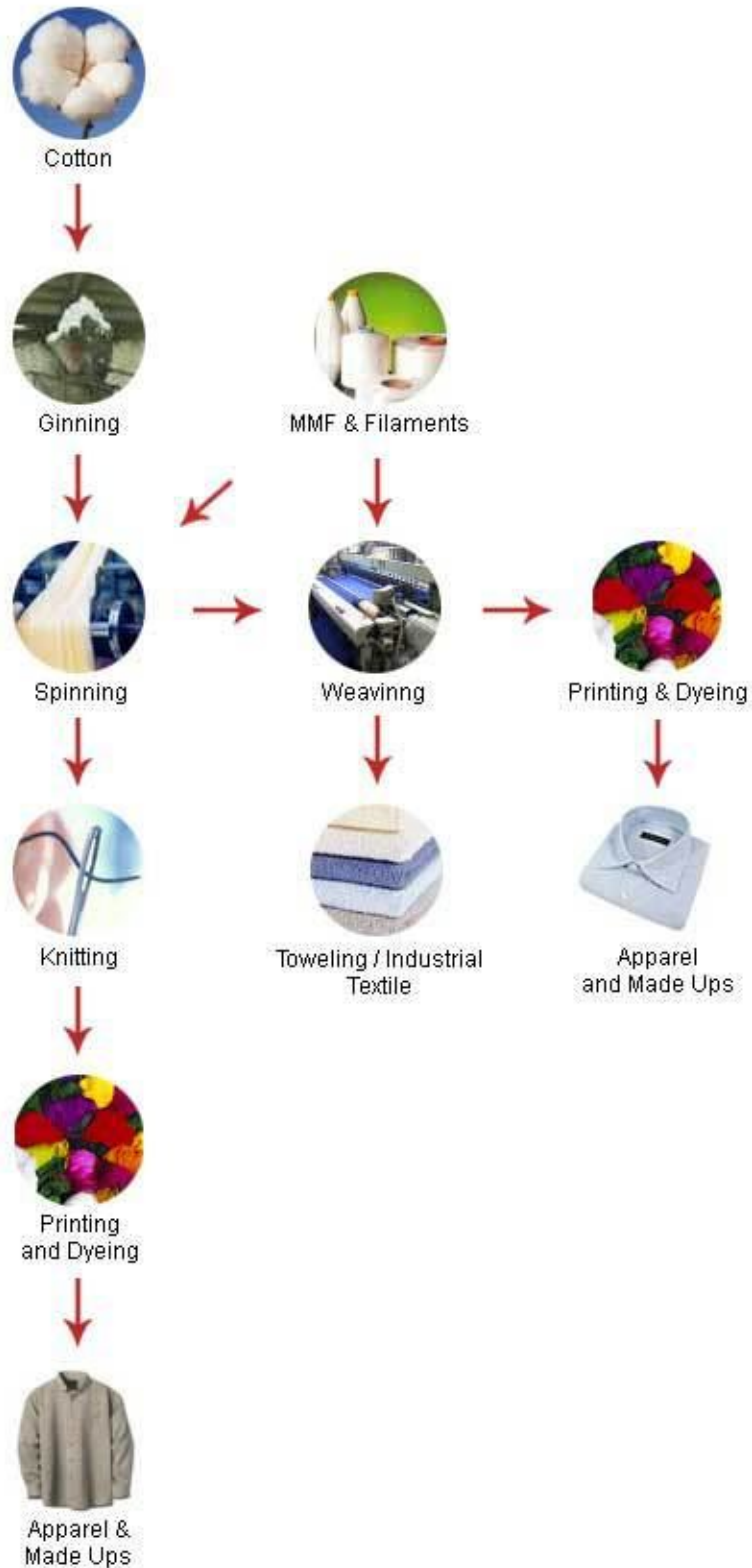 Cotton
Ginning
MMF & Filaments
Spinning
Weavinng
Printing & Dyeing
Knitting
Toweling / Industrial
Textile
Apparel
and Made Ups
Printing
and Dyeing
Apparel &
Made Ups